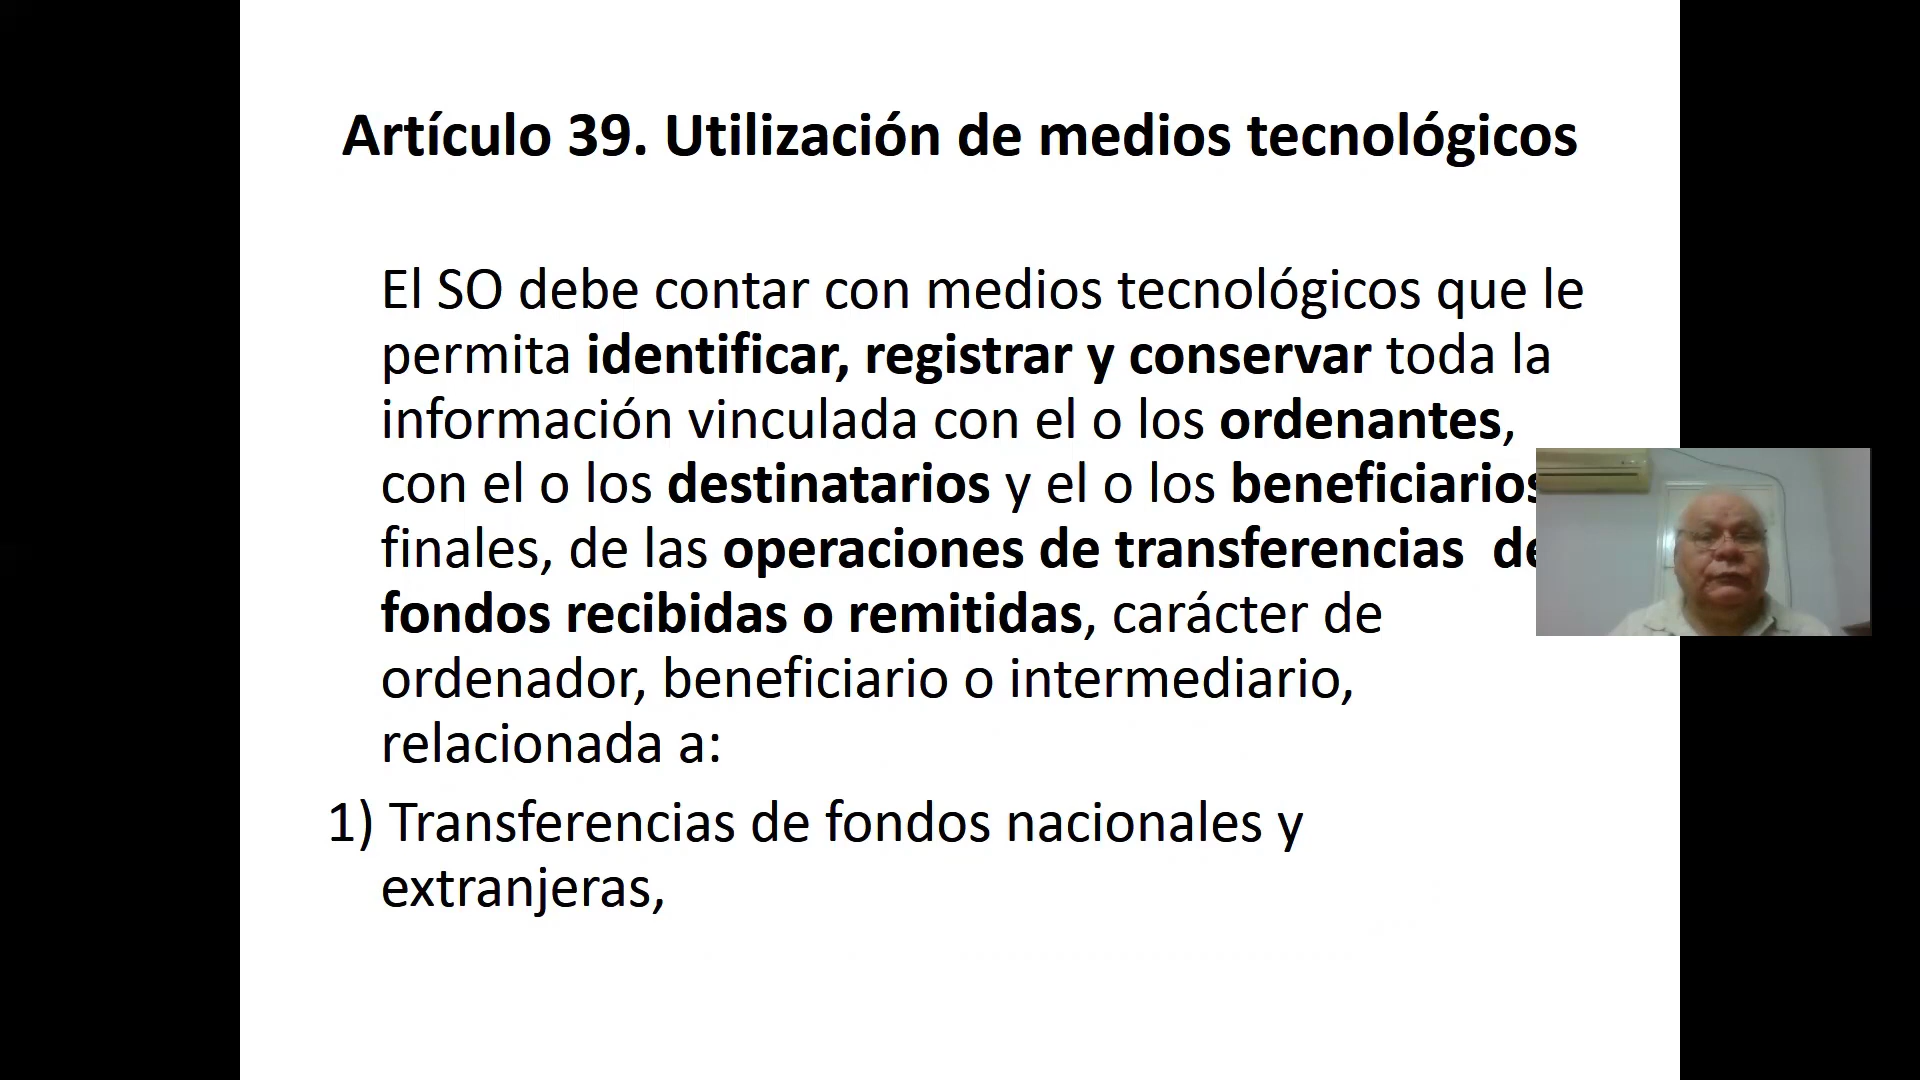 Artículo 39. Utilización de medios tecnológicos
El SO debe contar con medios tecnológicos que le
permita identificar, registrar y conservar toda la
información vinculada con el o los ordenantes,
con el o los destinatarios y el o los beneficiarios
finales, de las operaciones de transferencias de
fondos recibidas o remitidas, carácter de
ordenador, beneficiario o intermediario,
relacionada a:
1) Transferencias de fondos nacionales y
extranjeras,